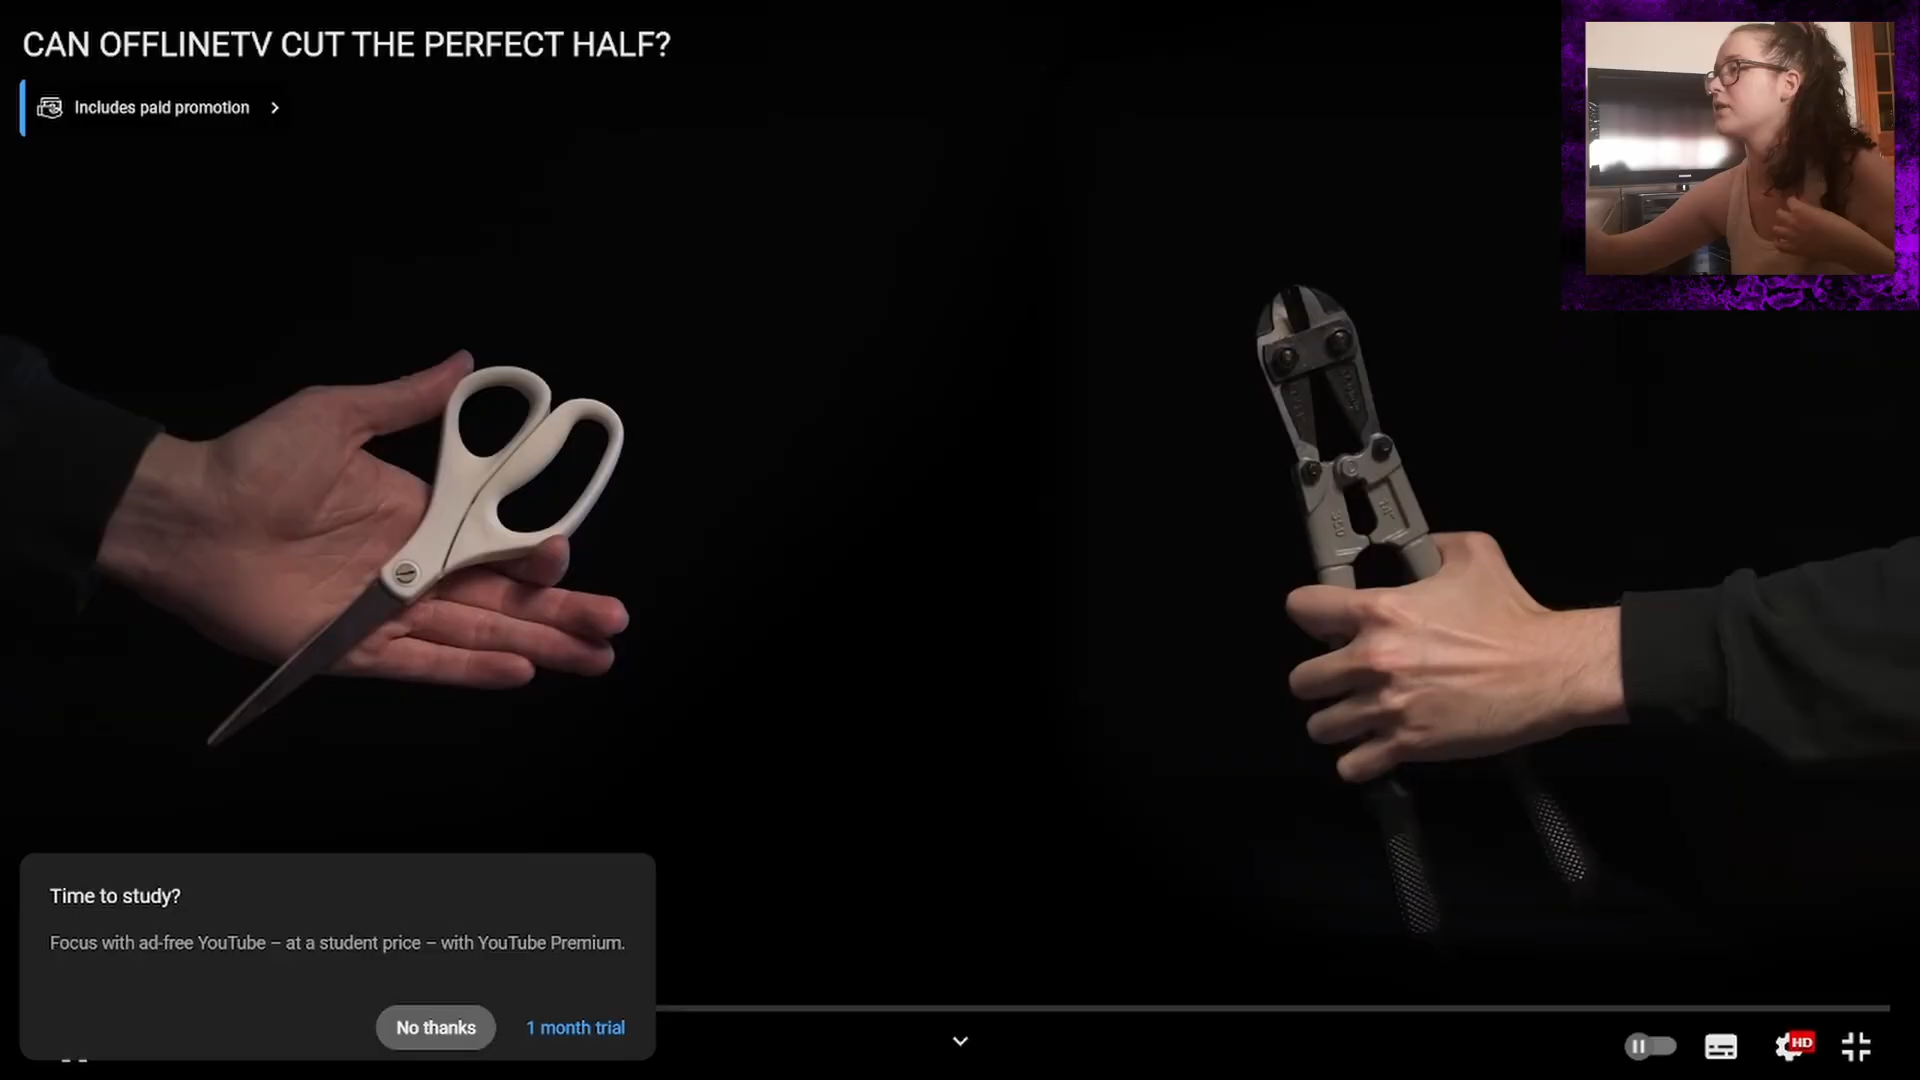 CAN OFFLINETV CUT THE PERFECT HALF?
Includes paid promotion
Time to study?
Focus with ad-free YouTube – at a student price – with YouTube Premium.
No thanks
1 month trial
HD